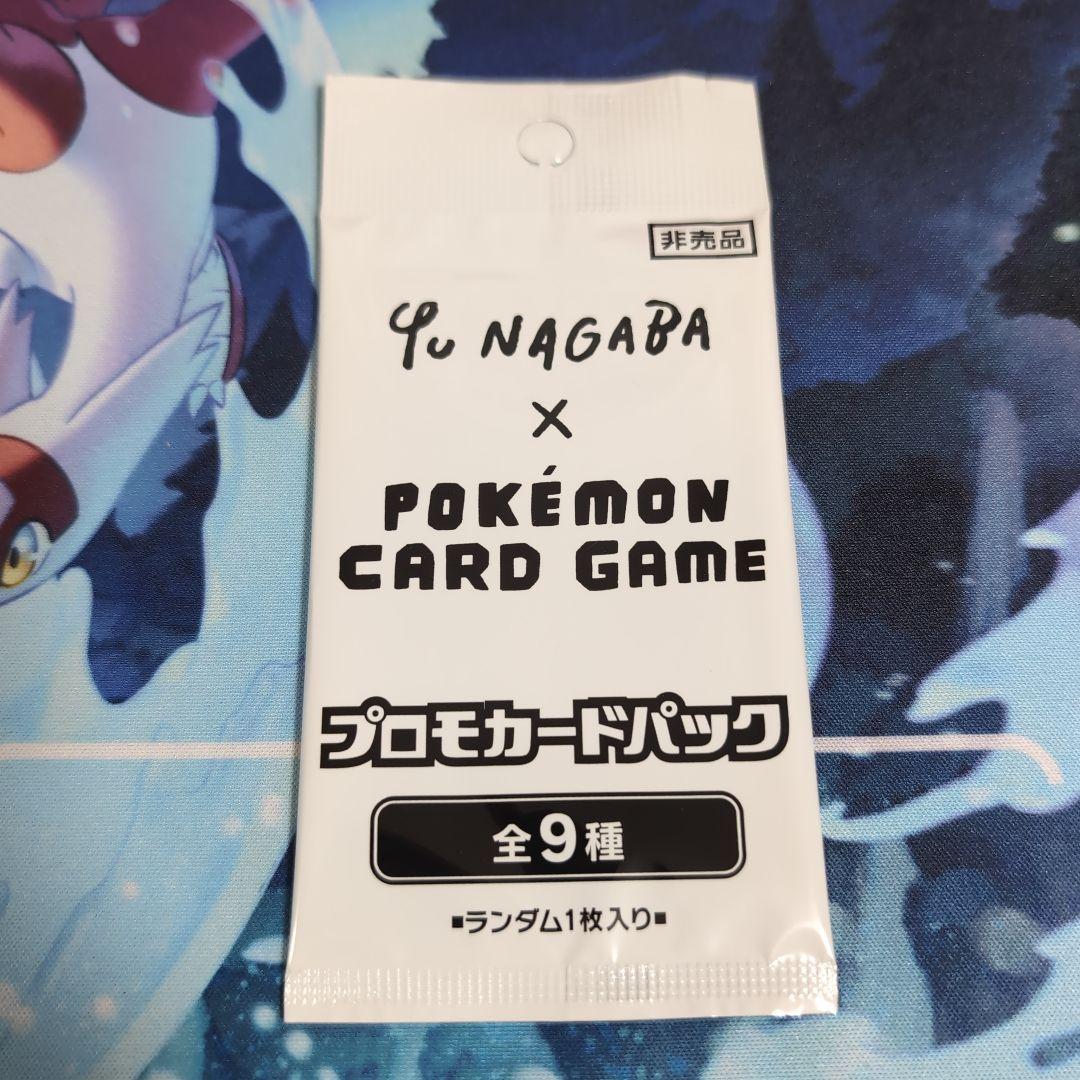 非売品
Yu NAGABA
×
POKÉMON
CARD GAME
プロモカードパック
全9種
▪ランダム1枚入り▪